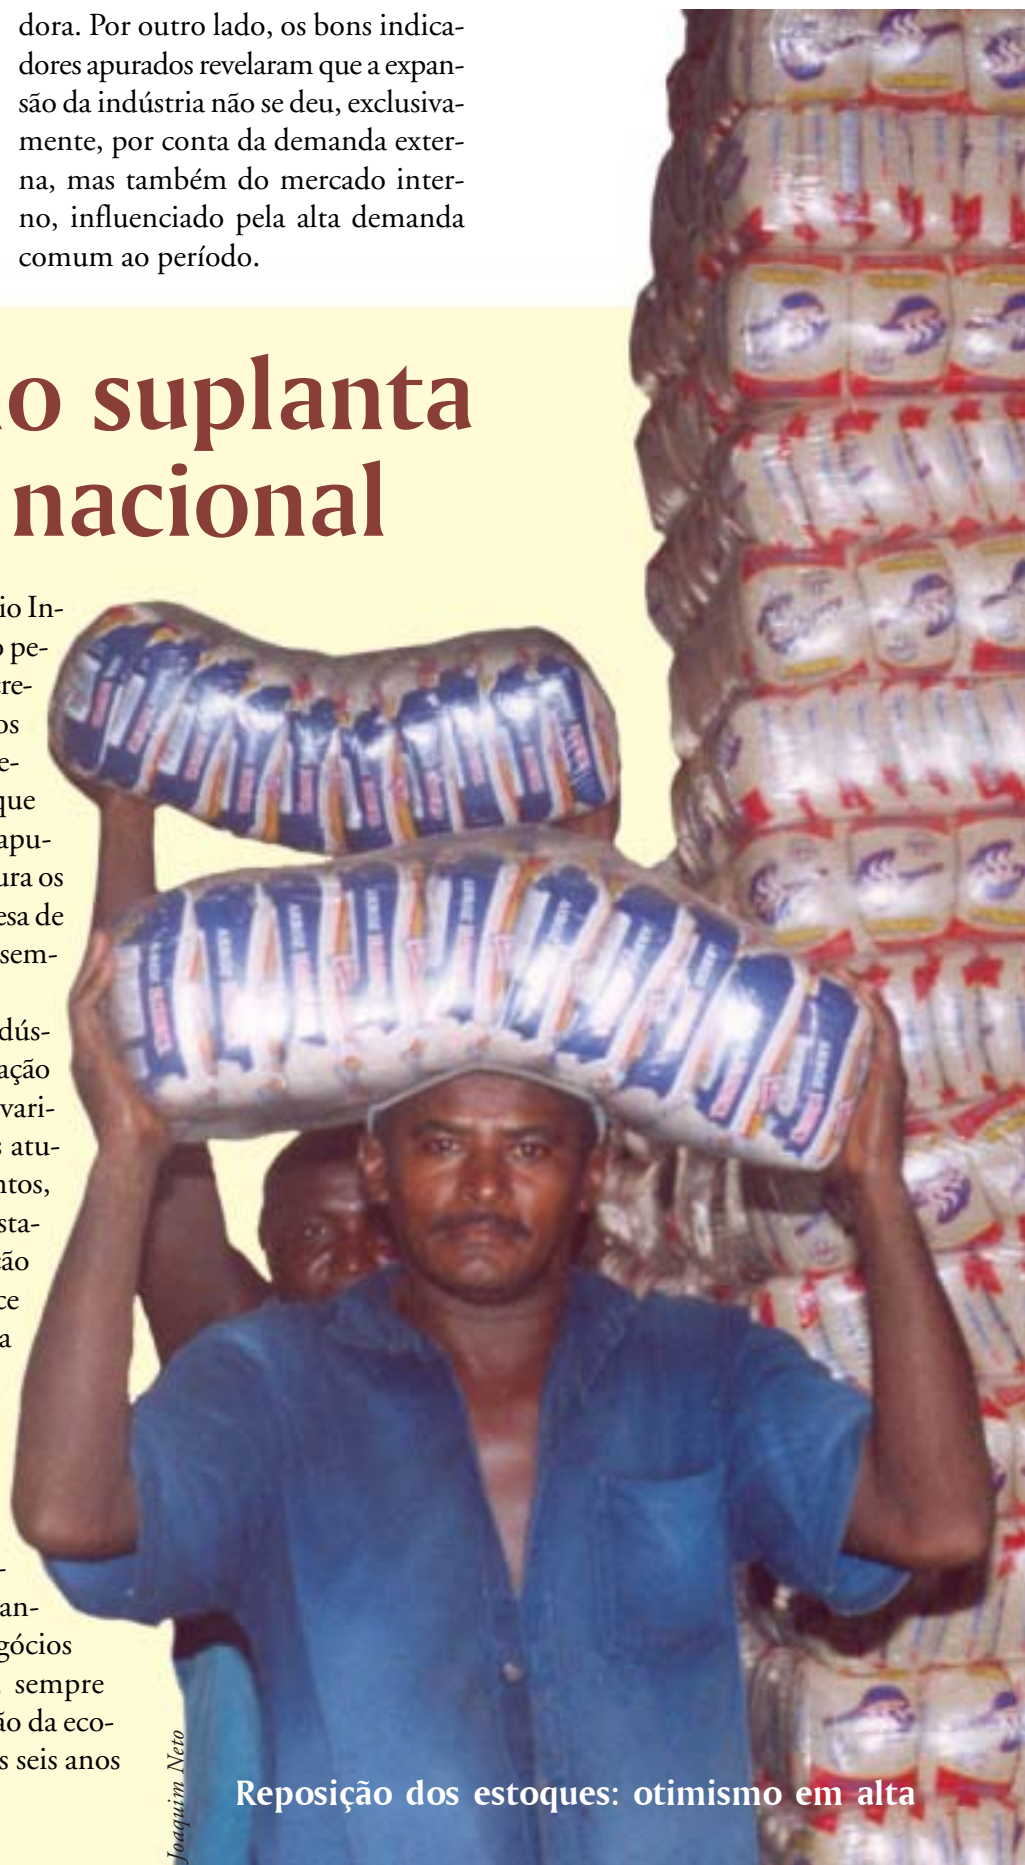 dora. Por outro lado, os bons indica-
dores apurados revelaram que a expan-
são da indústria não se deu, exclusiva-
mente, por conta da demanda exter-
na, mas também do mercado inter-
no, influenciado pela alta demanda
comum ao período.
suplanta
nacional
io In-
pe-
re-
os
e-
que
apu-
ura os
esa de
sem-
dús-
ação
vari-
s atu-
ntos,
sta-
ção
ce
a
-
an-
gócios
sempre
ão da eco-
s seis anos
Joaquim Neto
Reposição dos estoques: otimismo em alta